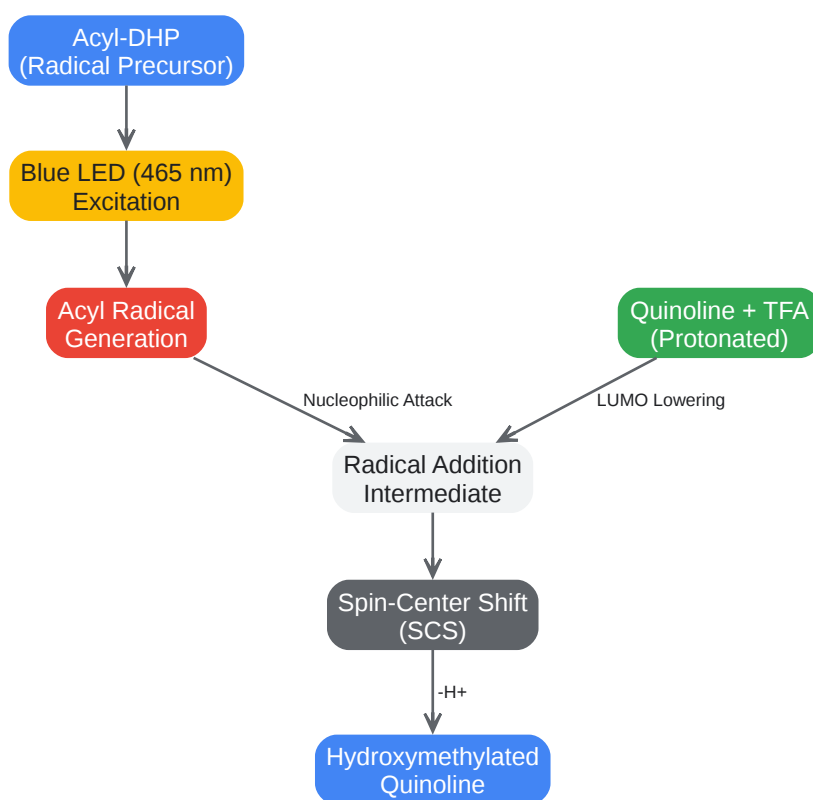 Acyl-DHP
(Radical Precursor)
Blue LED (465 nm)
Excitation
Acyl Radical
Generation
Quinoline + TFA
(Protonated)
Nucleophilic Attack
LUMO Lowering
Radical Addition
Intermediate
Spin-Center Shift
(SCS)
-H+
Hydroxymethylated
Quinoline